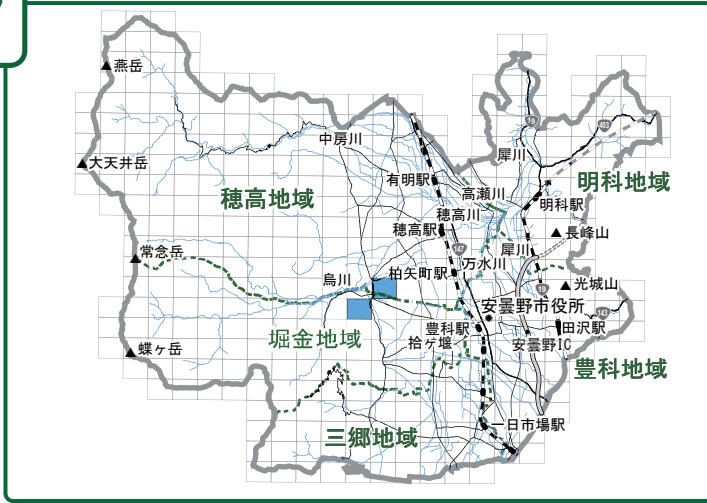 ▲燕岳
中房川
19
403
犀川
▲大天井岳
有明駅
明科地域
穂高地域
高瀬川
明科駅
穂高川
穂高駅
▲長峰山
147
犀川
常念岳
万水川
烏川
柏矢町駅
▲光城山
19
安曇野市役所
143
堀金地域
豊科駅
田沢駅
拾ヶ堰
安曇野IC
▲蝶ヶ岳
豊科地域
一日市場駅
三郷地域